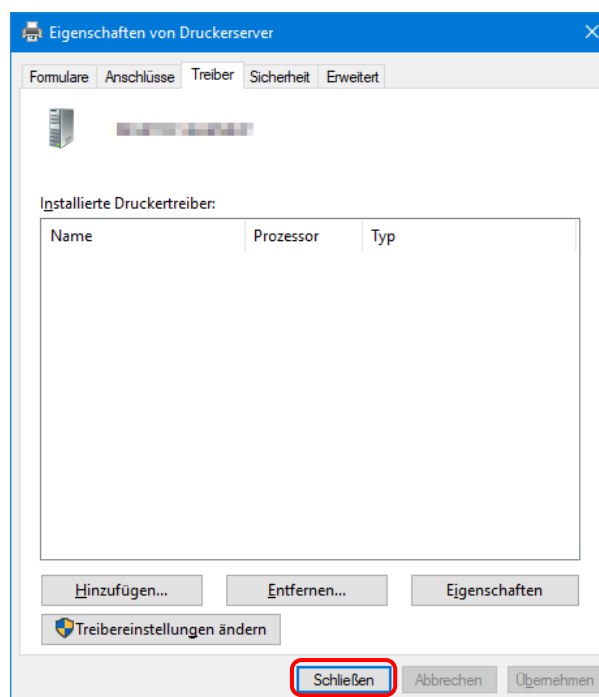 Eigenschaften von Druckerserver
Formulare Anschlüsse Treiber Sicherheit Erweitert
Installierte Druckertreiber:
Name Prozessor Typ
Hinzufügen... Entfernen... Eigenschaften
Treibereinstellungen ändern
Schließen Abbrechen Übernehmen